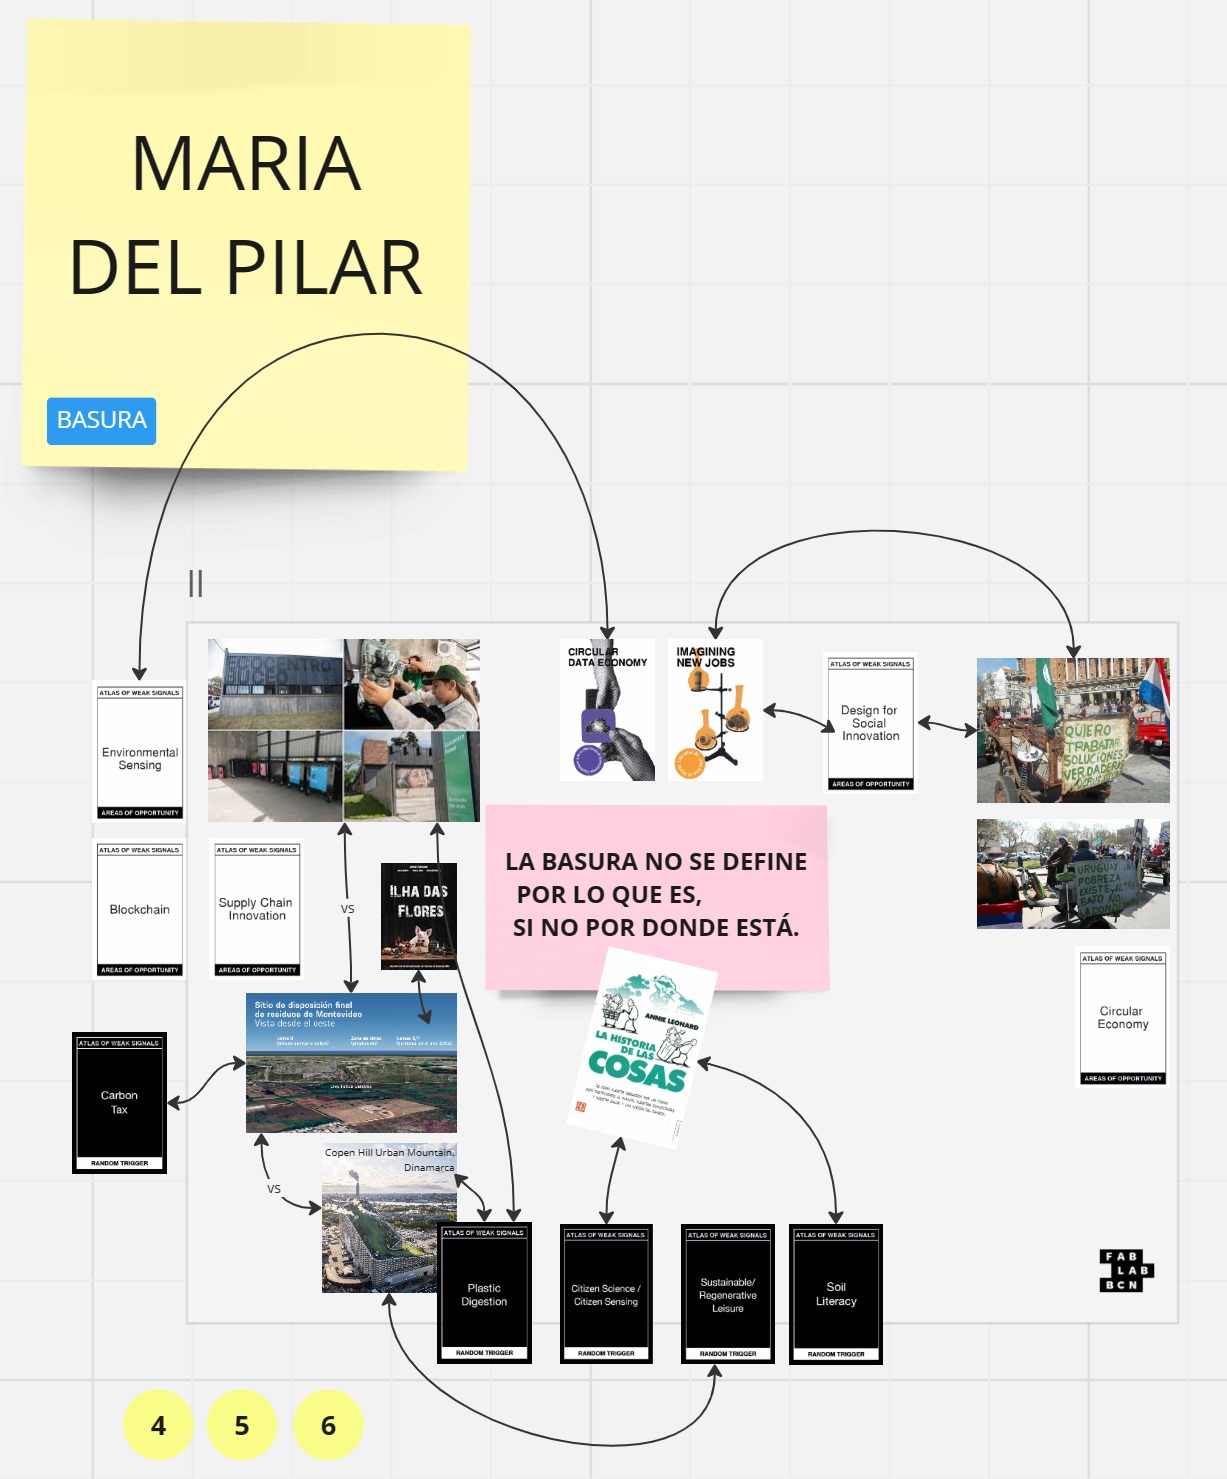 MARIA
DEL PILAR
BASURA
ATLAS OF WEAK SIGNALS
Environmental
Sensing
AREAS OF OPPORTUNITY
CIRCULAR
DATA ECONOMY
IMAGINING
NEW JOBS
ATLAS OF WEAK SIGNALS
Design for
Social
Innovation
AREAS OF OPPORTUNITY
QUIERO
TRABAJAR
SOLUCIONES
VERDADERA
ATLAS OF WEAK SIGNALS
Blockchain
AREAS OF OPPORTUNITY
ATLAS OF WEAK SIGNALS
Supply Chain
Innovation
AREAS OF OPPORTUNITY
VS
ILHA DAS
FLORES
LA BASURA NO SE DEFINE
POR LO QUE ES,
SI NO POR DONDE ESTÁ.
URUGUAY
POBREZA
EXISTE
BAJO NO
ATLAS OF WEAK SIGNALS
Circular
Economy
AREAS OF OPPORTUNITY
Sitio de disposición final
de residuos de Montevideo
Vista desde el oeste
ANNIE LEONARD
LA HISTORIA
DE LAS
COSAS
ATLAS OF WEAK SIGNALS
Carbon
Tax
RANDOM TRIGGER
VS
Copen Hill Urban Mountain.
Dinamarca
ATLAS OF WEAK SIGNALS
Plastic
Digestion
RANDOM TRIGGER
ATLAS OF WEAK SIGNALS
Citizen Science /
Citizen Sensing
RANDOM TRIGGER
ATLAS OF WEAK SIGNALS
Sustainable/
Regenerative
Leisure
RANDOM TRIGGER
ATLAS OF WEAK SIGNALS
Soil
Literacy
RANDOM TRIGGER
FAB
LAB
BCN
4
5
6